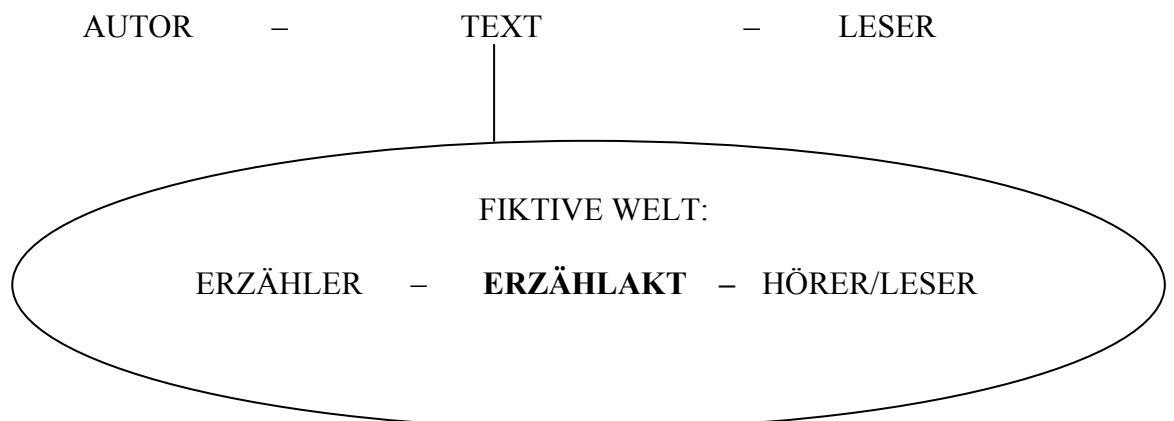 AUTOR – TEXT – LESER
FIKTIVE WELT:
ERZÄHLER – ERZÄHLAKT – HÖRER/LESER